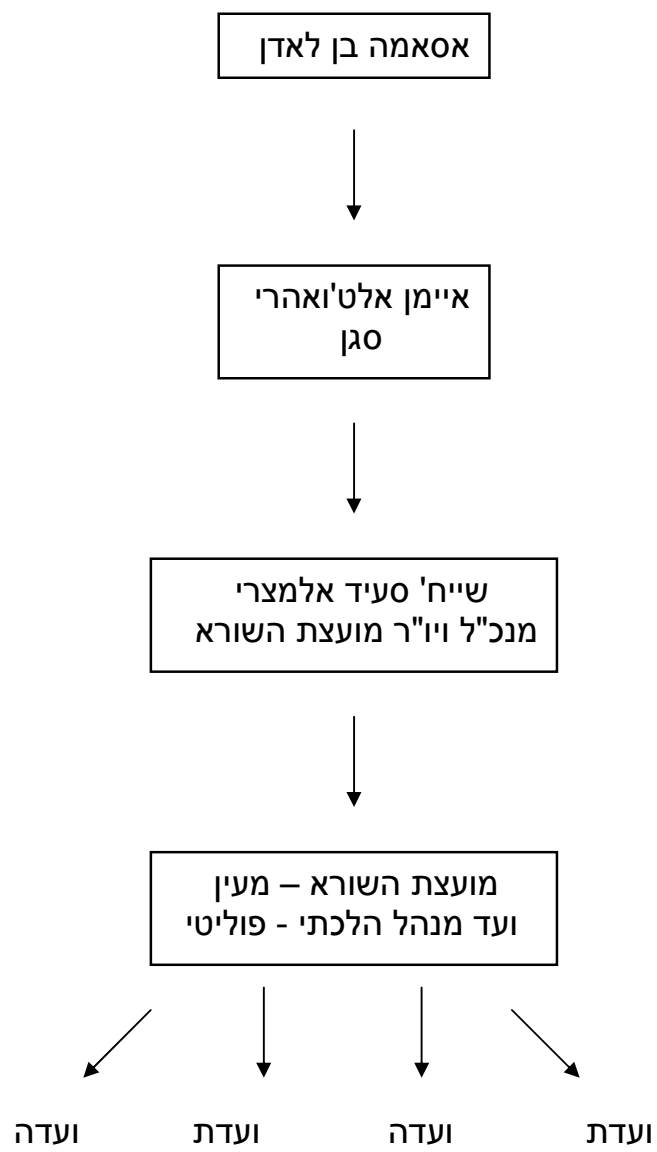 אסאמה בן לאדן
איימן אלט'ואהרי
סגן
שייח' סעיד אלמצרי
מנכ"ל ויו"ר מועצת השורא
מועצת השורא – מעין
ועד מנהל הלכתי - פוליטי
ועדת ועדה ועדת ועדה